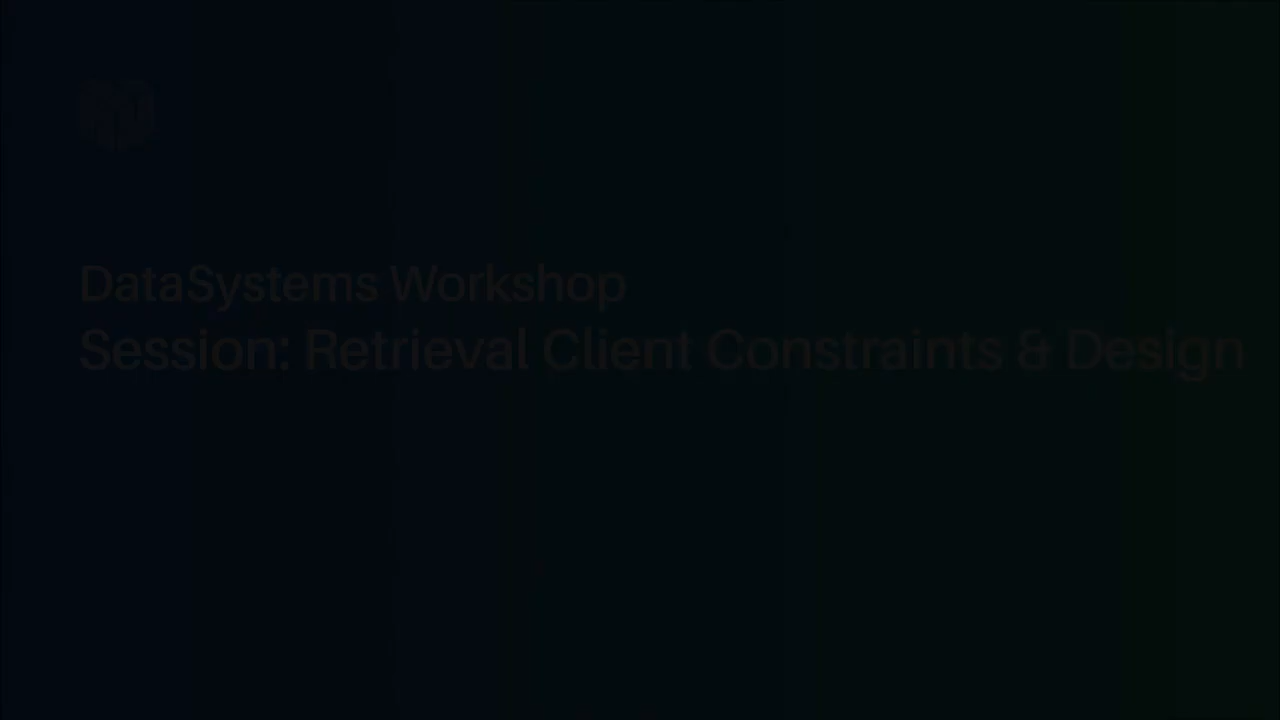 DataSystems Workshop
Session: Retrieval Client Constraints & Design